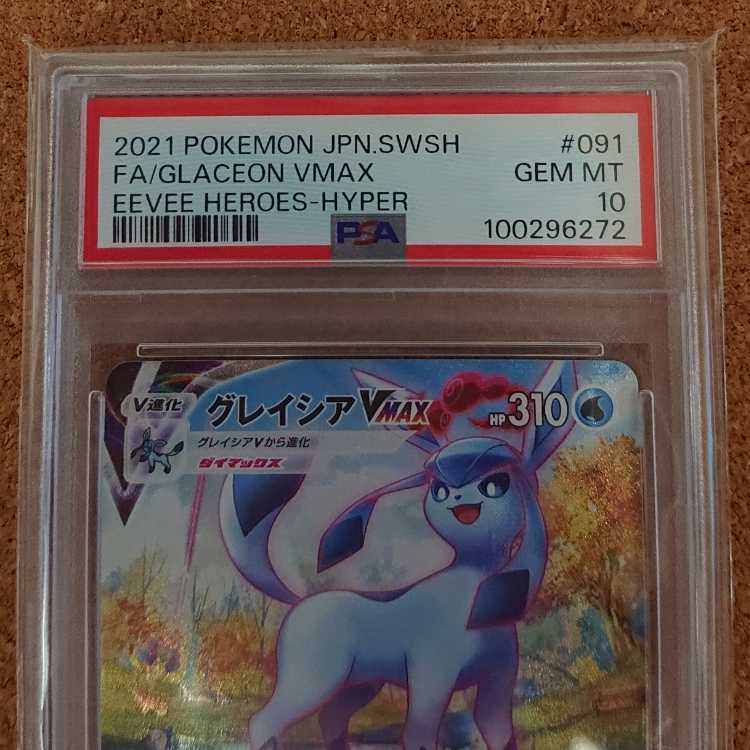 2021 POKEMON JPN.SWSH #091
FA/GLACEON VMAX GEM MT
EEVEE HEROES-HYPER 10
PSA 100296272
V進化 グレイシアVMAX HP310
グレイシアVから進化
ダイマックス